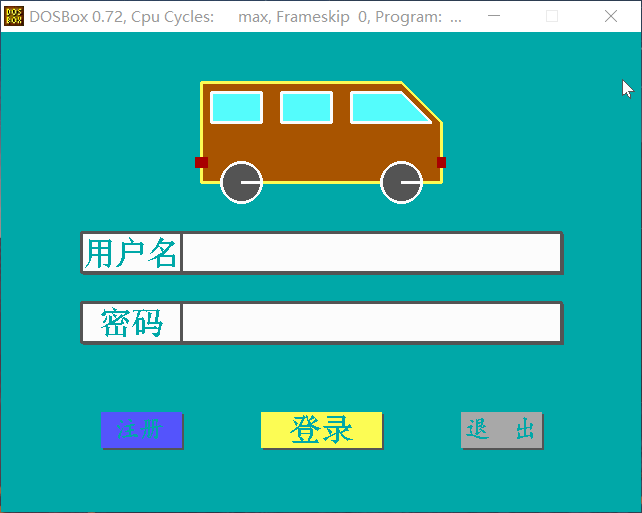 DOSBox 0.72, Cpu Cycles: max, Frameskip 0, Program: ...
用户名
密码
注册 登录 退 出